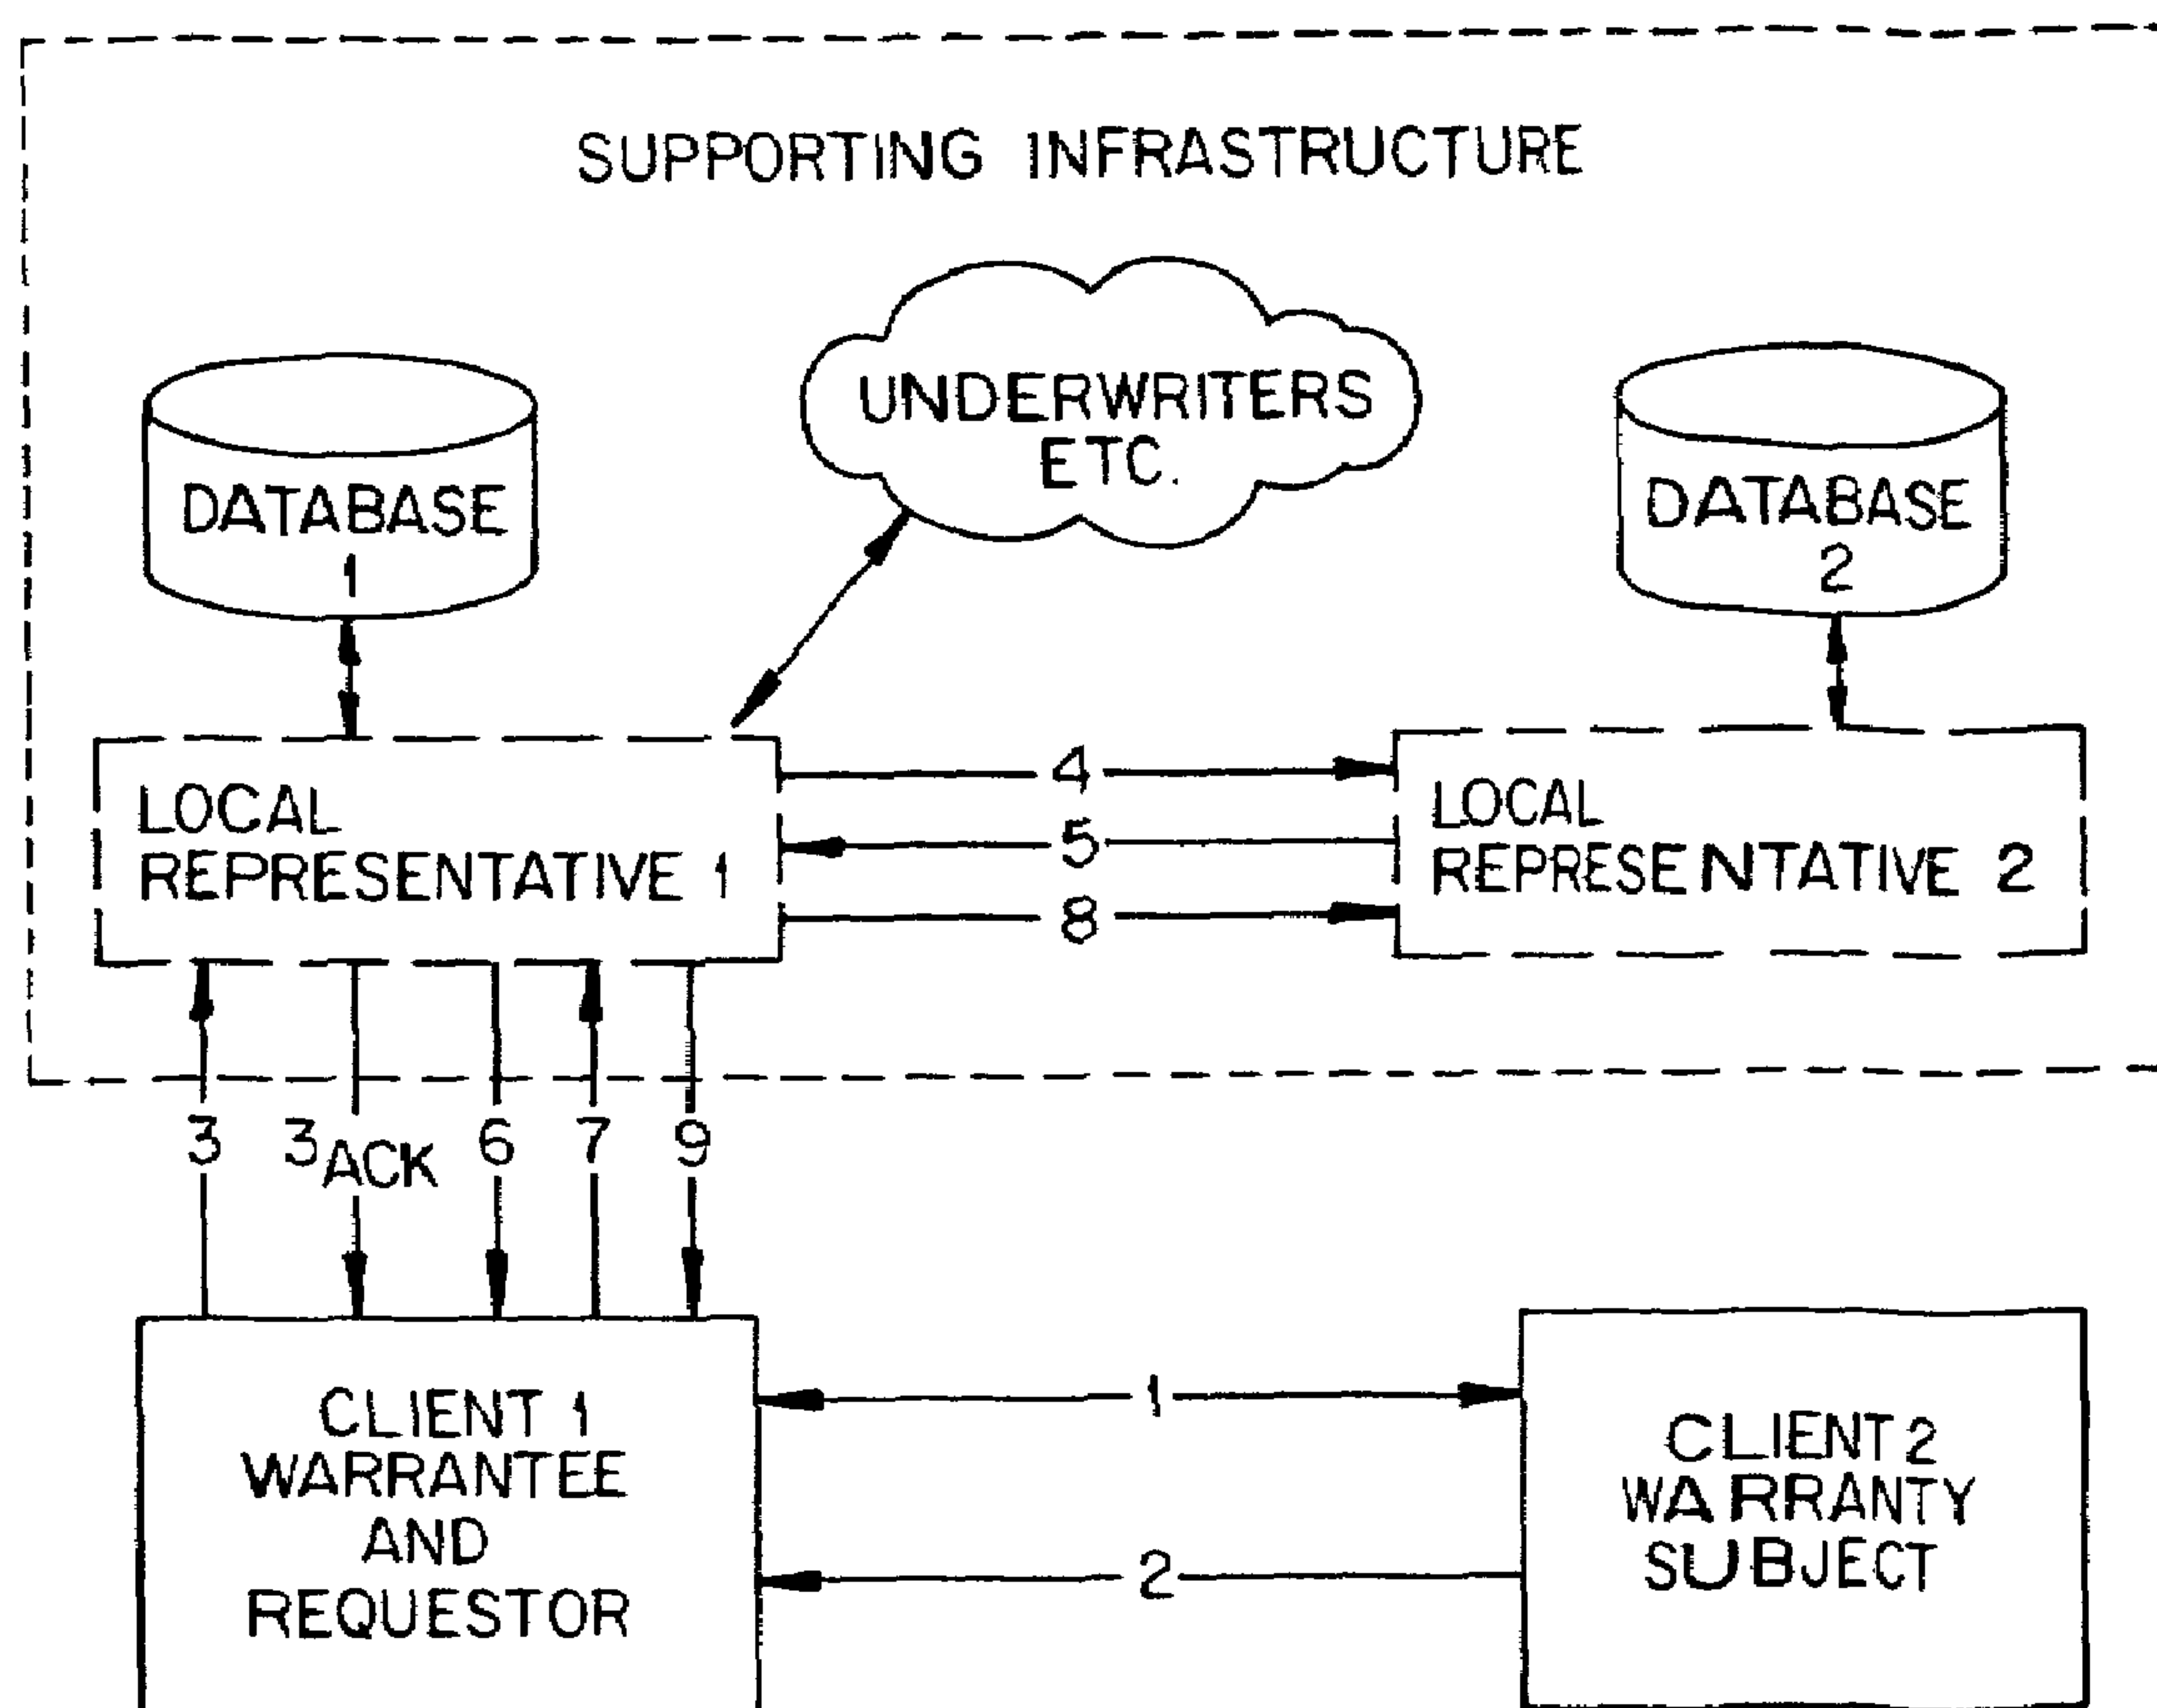 SUPPORTING INFRASTRUCTURE
UNDERWRITERS
ETC.
DATABASE
1
DATABASE
2
LOCAL
REPRESENTATIVE 1
4
5
8
LOCAL
REPRESENTATIVE 2
3
3ACK
6
7
9
CLIENT 1
WARRANTEE
AND
REQUESTOR
1
2
CLIENT 2
WARRANTY
SUBJECT